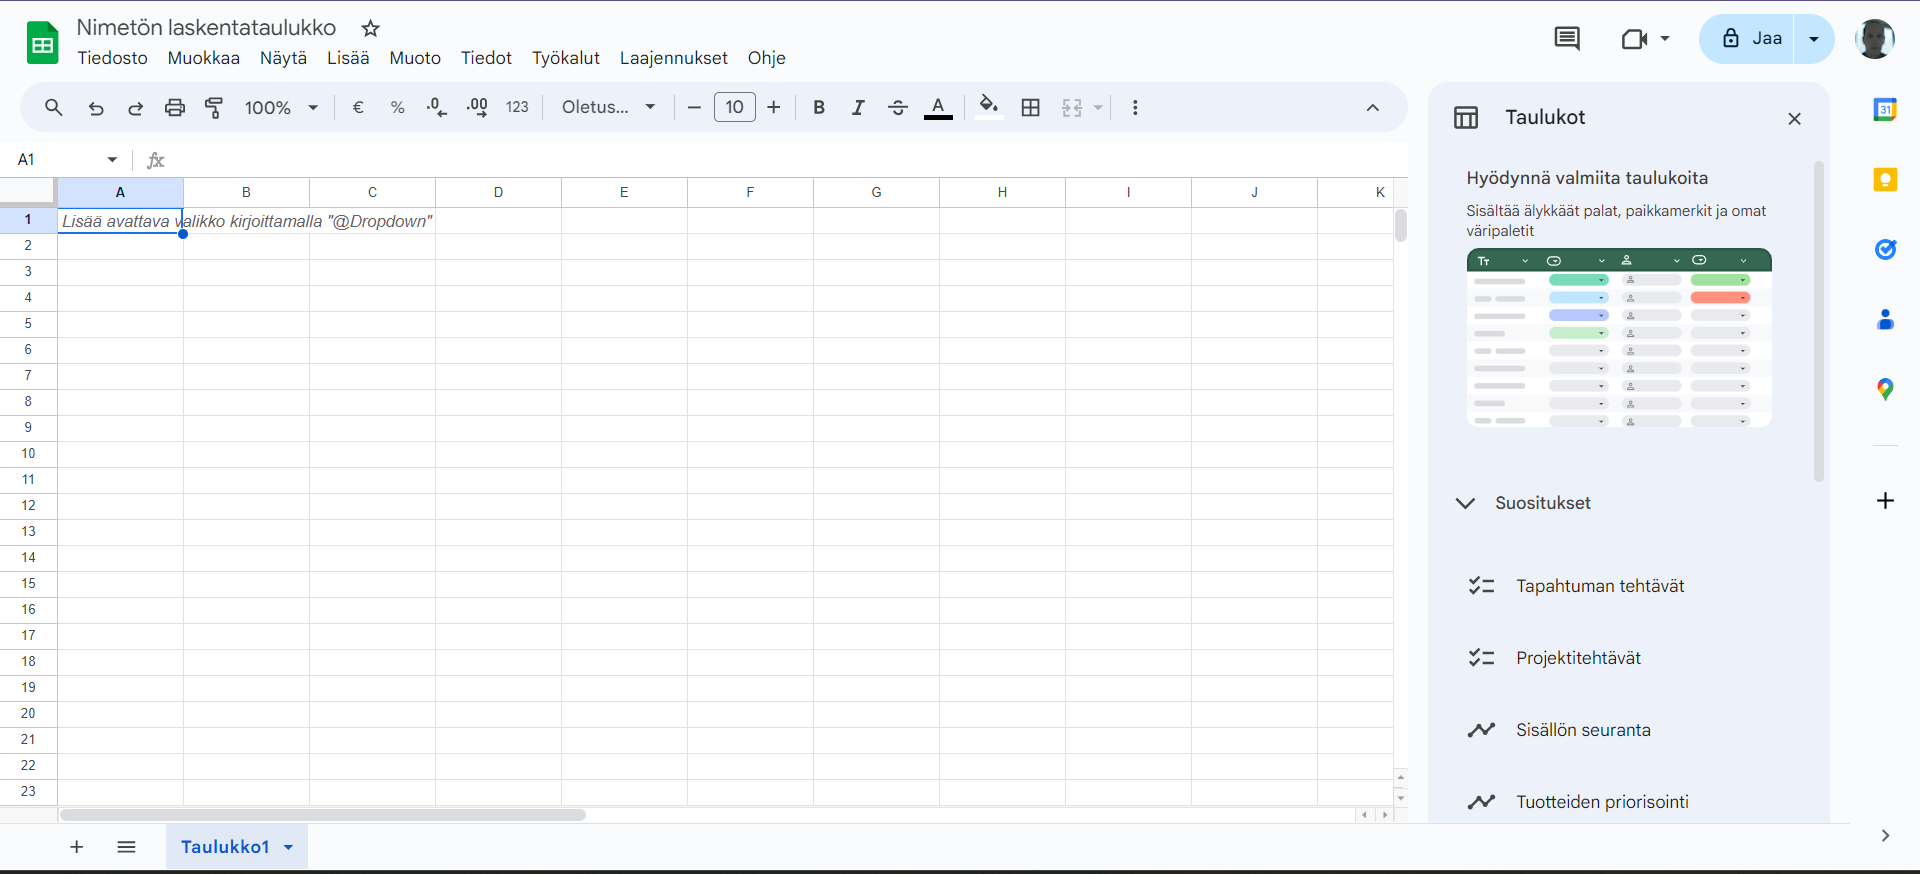 Nimetön laskentataulukko
Tiedosto Muokkaa Näytä Lisää Muoto Tiedot Työkalut Laajennukset Ohje
Jaa
100% € % .0 .00 123 Oletus... 10 B I A
A1 fx
A B C D E F G H I J K
1 Lisää avattava valikko kirjoittamalla "@Dropdown"
2
3
4
5
6
7
8
9
10
11
12
13
14
15
16
17
18
19
20
21
22
23
Taulukko1
Taulukot
Hyödynnä valmiita taulukoita
Sisältää älykkäät palat, paikkamerkit ja omat
väripaletit
Tт
Suositukset
Tapahtuman tehtävät
Projektitehtävät
Sisällön seuranta
Tuotteiden priorisointi
31